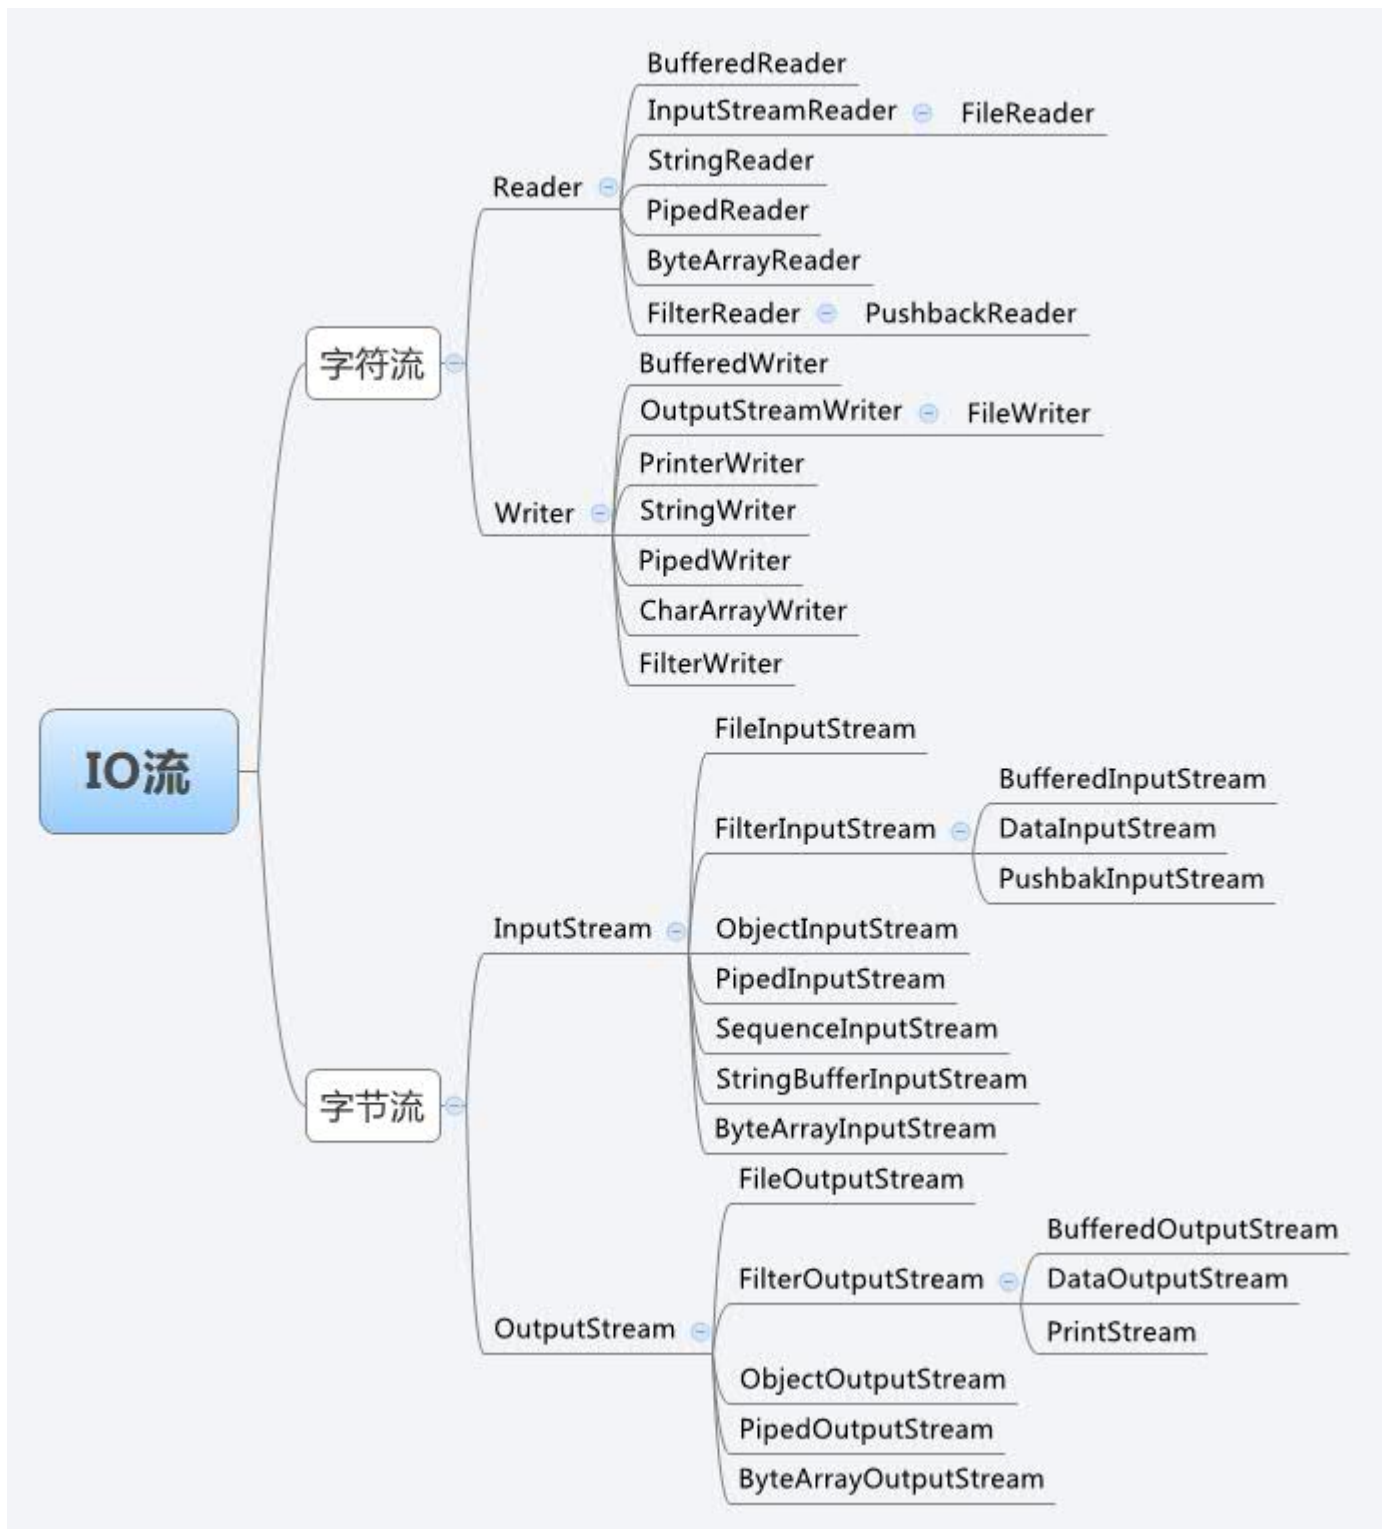 IO流
字符流
Reader
BufferedReader
InputStreamReader FileReader
StringReader
PipedReader
ByteArrayReader
FilterReader PushbackReader
Writer
BufferedWriter
OutputStreamWriter FileWriter
PrinterWriter
StringWriter
PipedWriter
CharArrayWriter
FilterWriter
字节流
InputStream
FileInputStream
FilterInputStream
BufferedInputStream
DataInputStream
PushbakInputStream
ObjectInputStream
PipedInputStream
SequenceInputStream
StringBufferInputStream
ByteArrayInputStream
OutputStream
FileOutputStream
FilterOutputStream
BufferedOutputStream
DataOutputStream
PrintStream
ObjectOutputStream
PipedOutputStream
ByteArrayOutputStream